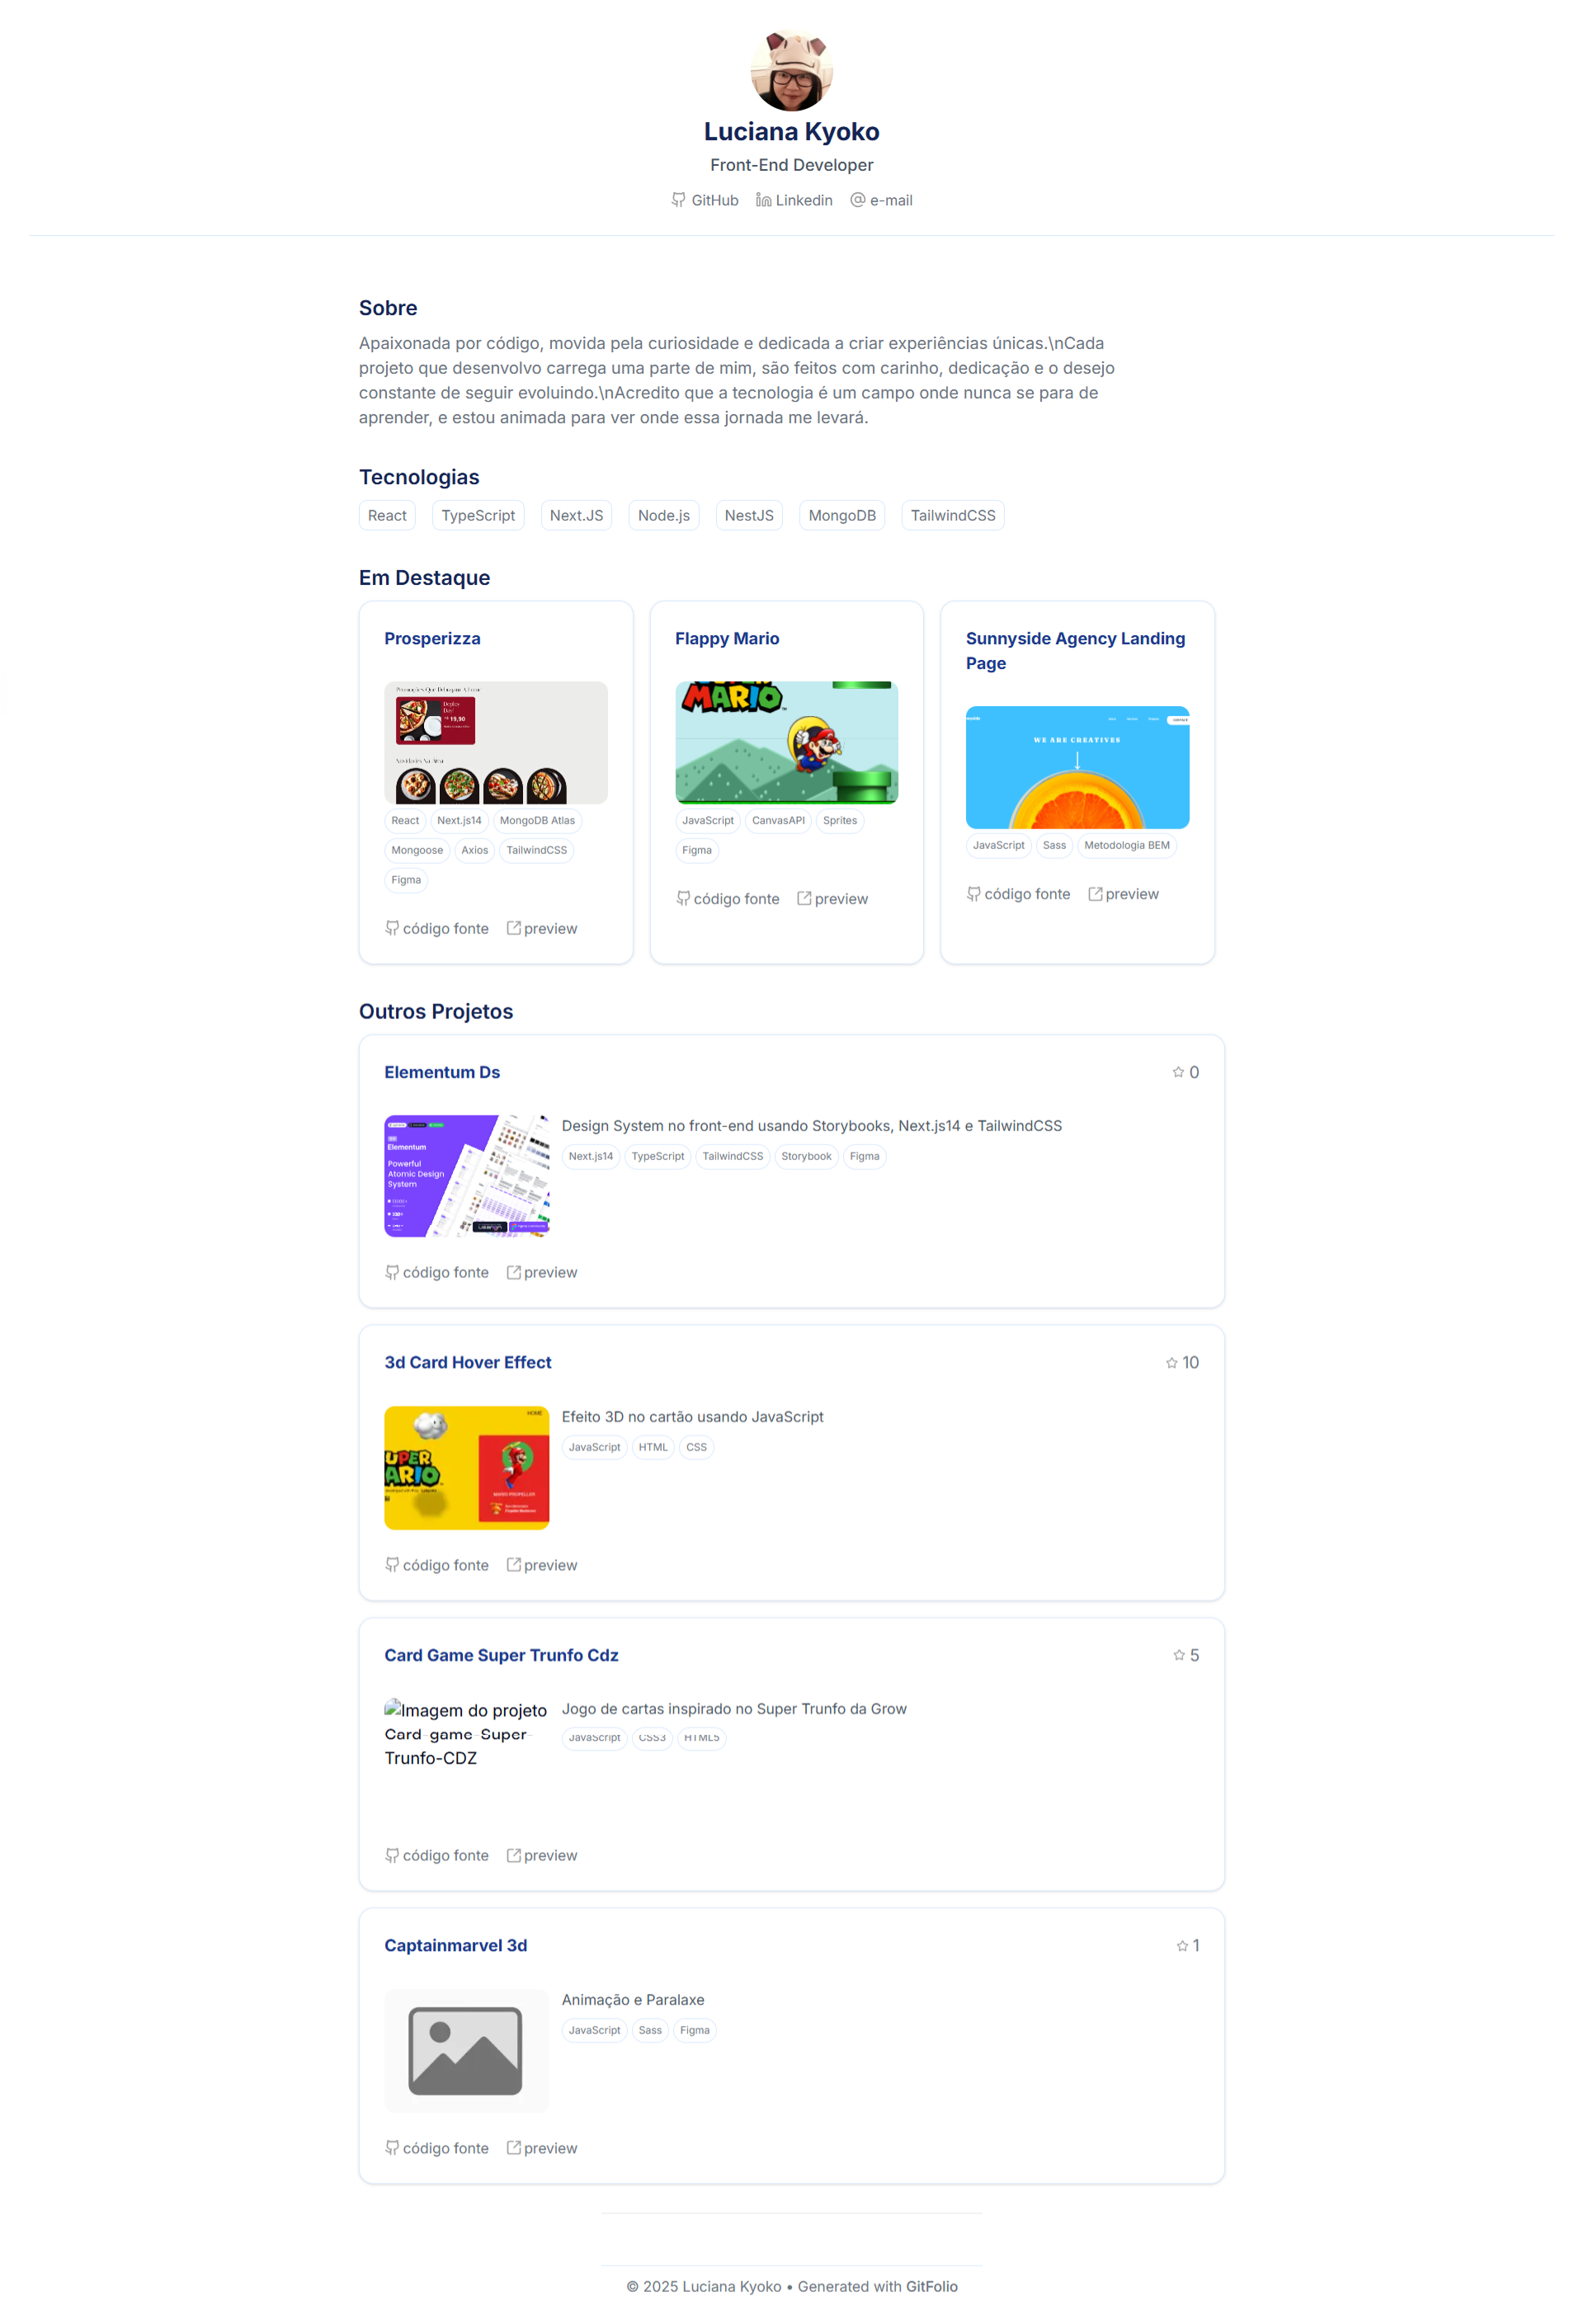 Luciana Kyoko
Front-End Developer
GitHub Linkedin e-mail
Sobre
Apaixonada por código, movida pela curiosidade e dedicada a criar experiências únicas.\nCada
projeto que desenvolvo carrega uma parte de mim, são feitos com carinho, dedicação e o desejo
constante de seguir evoluindo.\nAcredito que a tecnologia é um campo onde nunca se para de
aprender, e estou animada para ver onde essa jornada me levará.
Tecnologias
React TypeScript Next.JS Node.js NestJS MongoDB TailwindCSS
Em Destaque
Prosperizza
Deploy
Day!
19,90
React Next.js14 MongoDB Atlas
Mongoose Axios TailwindCSS
Figma
código fonte preview
Flappy Mario
MARIO
JavaScript CanvasAPI Sprites
Figma
código fonte preview
Sunnyside Agency Landing
Page
WE ARE CREATIVES
JavaScript Sass Metodologia BEM
código fonte preview
Outros Projetos
Elementum Ds
0
Elementum
Powerful
Atomic Design
System
Design System no front-end usando Storybooks, Next.js14 e TailwindCSS
Next.js14 TypeScript TailwindCSS Storybook Figma
código fonte preview
3d Card Hover Effect
10
HOME
UPER
ARIO
MARIO PROPELLER
Efeito 3D no cartão usando JavaScript
JavaScript HTML CSS
código fonte preview
Card Game Super Trunfo Cdz
5
Imagem do projeto
Card-game-Super-
Trunfo-CDZ
Jogo de cartas inspirado no Super Trunfo da Grow
JavaScript CSS3 HTML5
código fonte preview
Captainmarvel 3d
1
Animação e Paralaxe
JavaScript Sass Figma
código fonte preview
© 2025 Luciana Kyoko • Generated with GitFolio